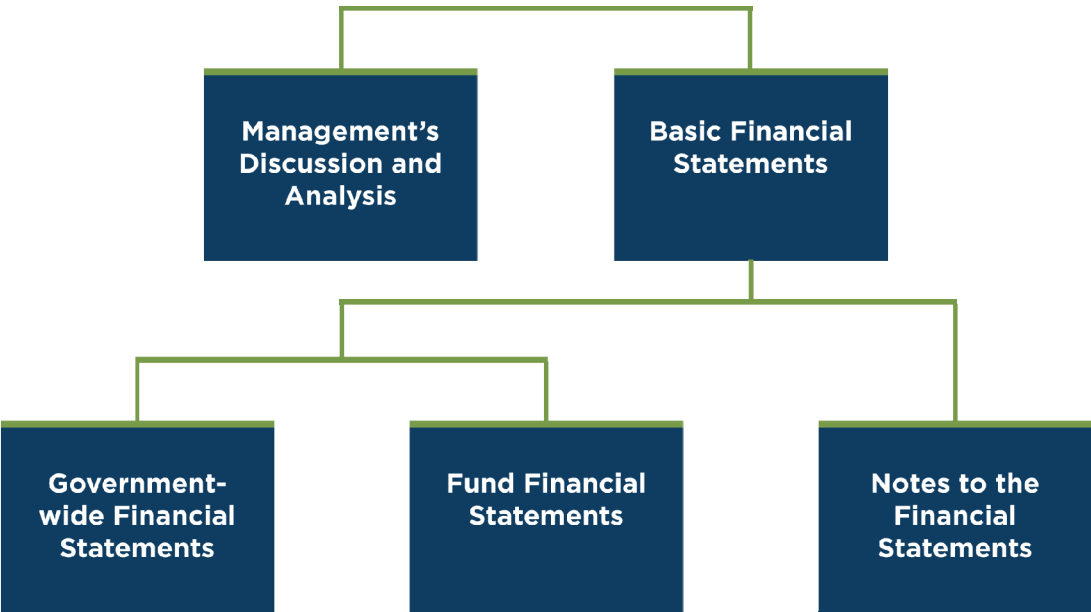 Management’s
Discussion and
Analysis
Basic Financial
Statements
Government-
wide Financial
Statements
Fund Financial
Statements
Notes to the
Financial
Statements